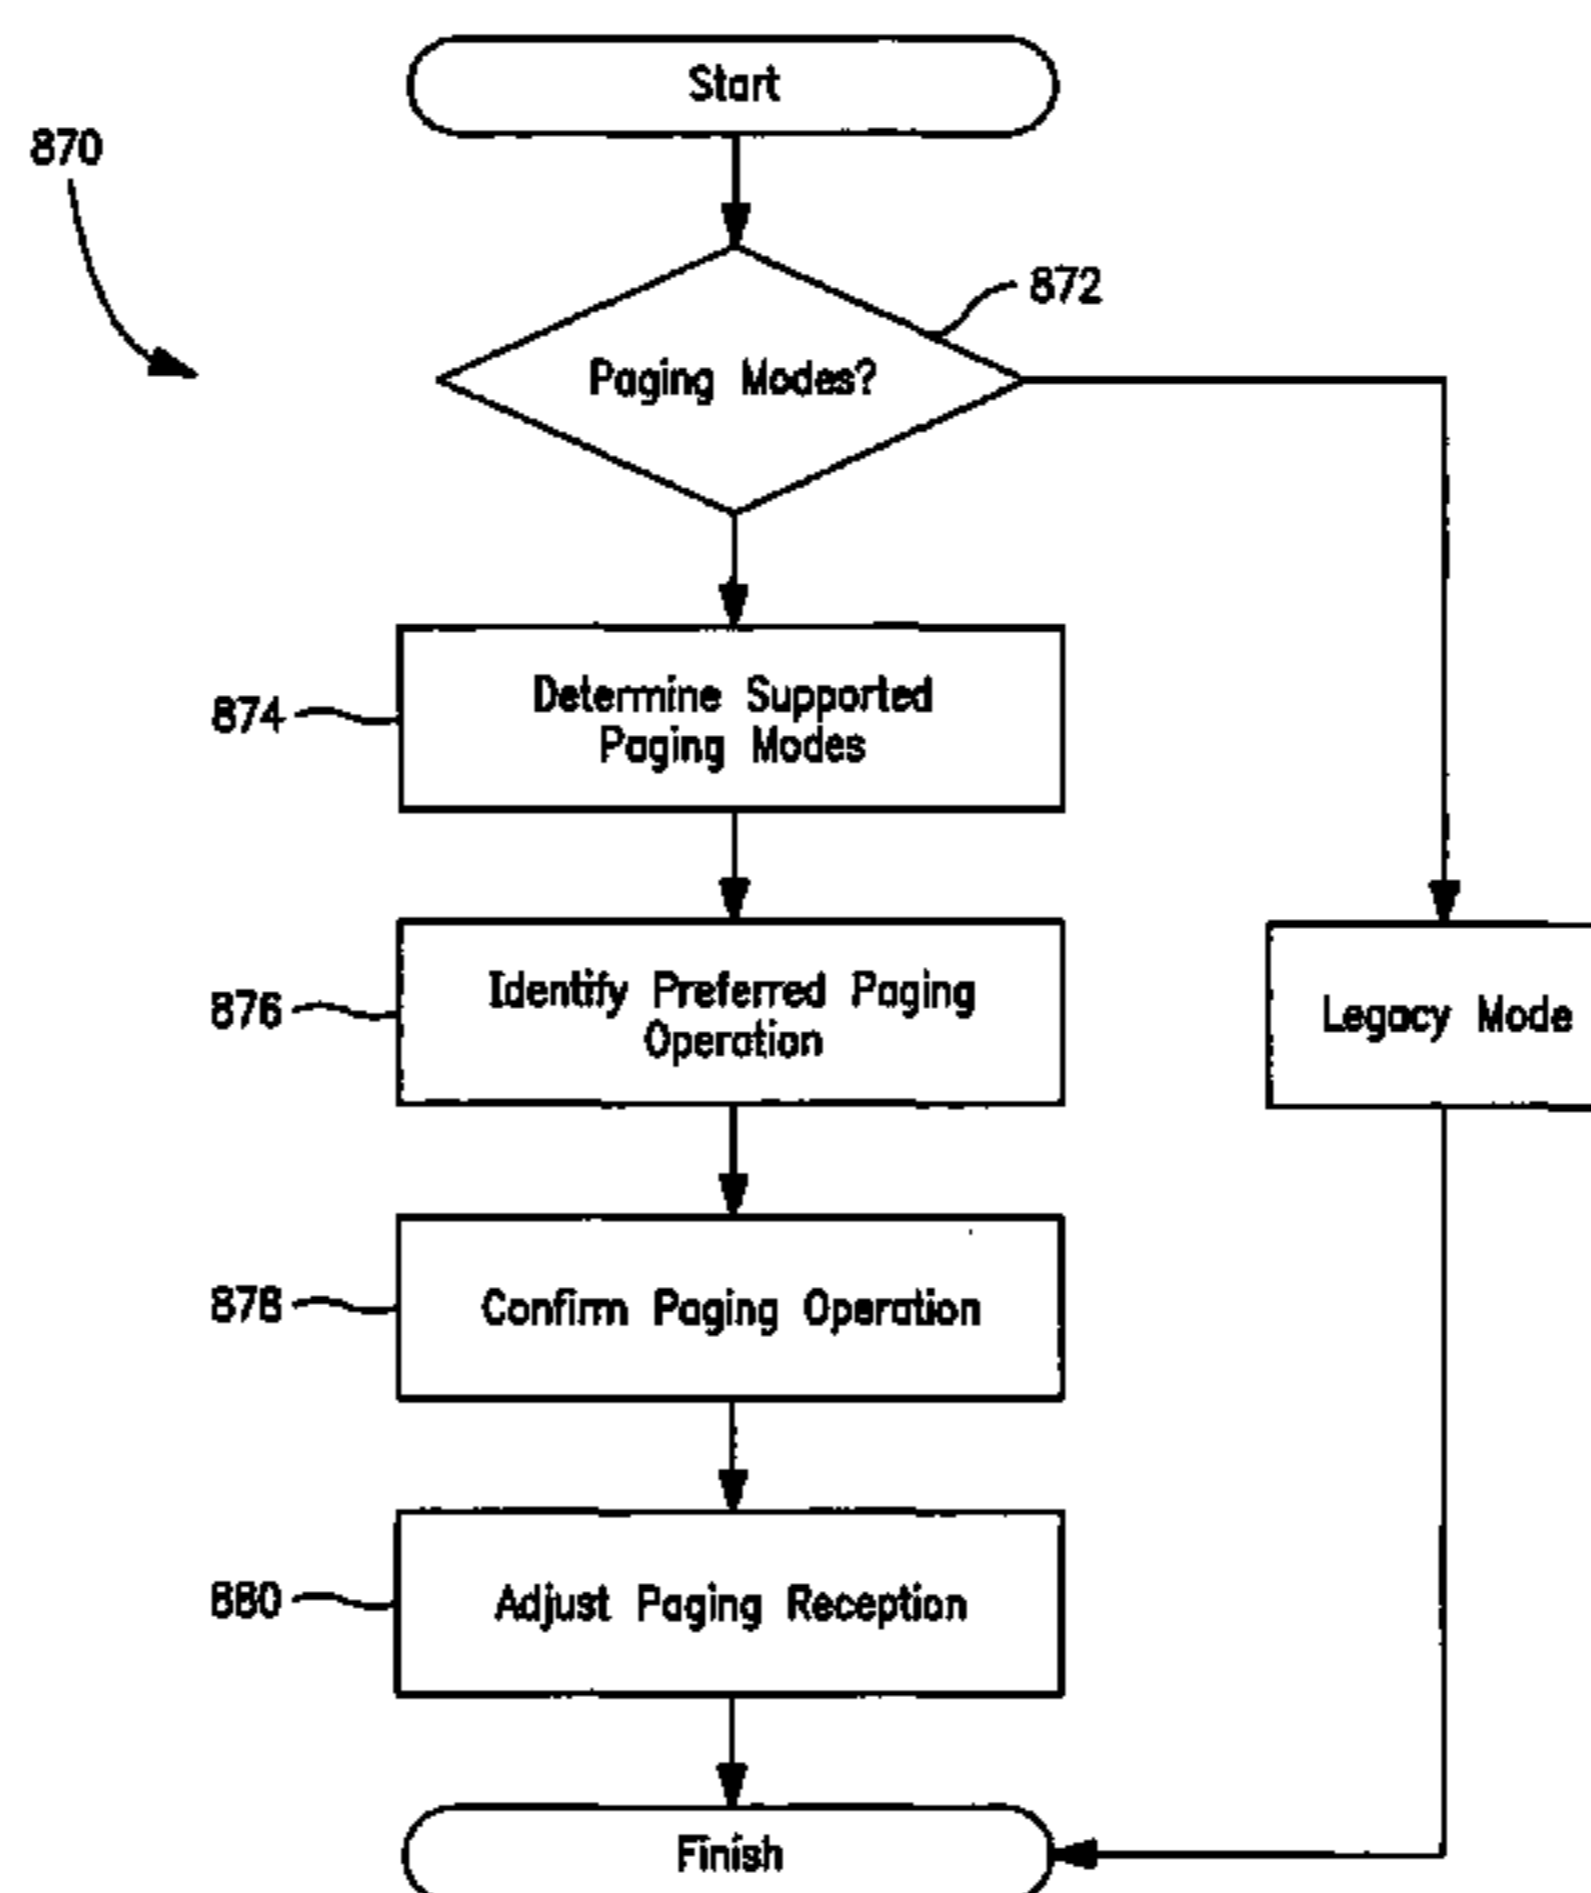 Start
870
872
Paging Modes?
874
Determine Supported
Paging Modes
876
Identify Preferred Paging
Operation
Legacy Mode
878
Confirm Paging Operation
880
Adjust Paging Reception
Finish